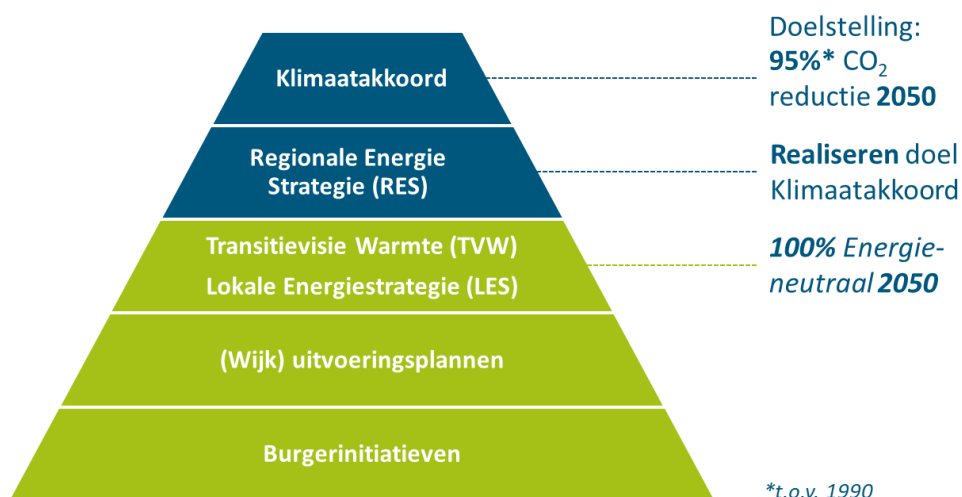 Klimaatakkoord
Doelstelling:
95%* CO₂
reductie 2050
Regionale Energie
Strategie (RES)
Realiseren doel
Klimaatakkoord
Transitievisie Warmte (TVW)
Lokale Energiestrategie (LES)
100% Energie-
neutraal 2050
(Wijk) uitvoeringsplannen
Burgerinitiatieven
*t.o.v. 1990